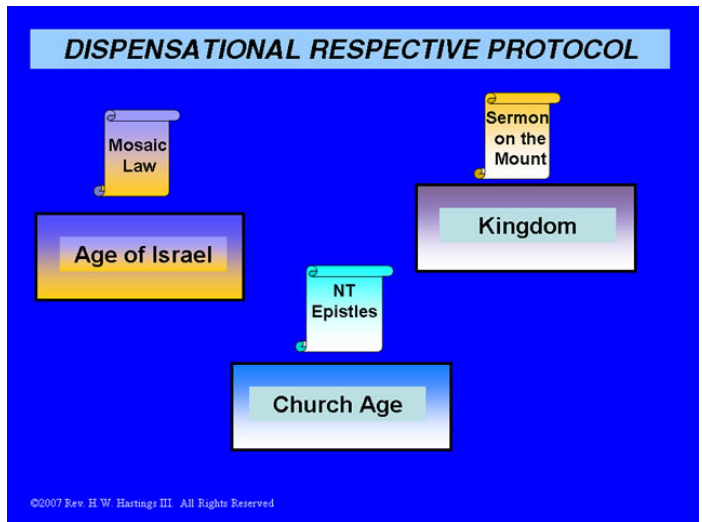 DISPENSATIONAL RESPECTIVE PROTOCOL
Mosaic
Law
Age of Israel
Sermon
on the
Mount
Kingdom
NT
Epistles
Church Age
©2007 Rev. H.W. Hastings III. All Rights Reserved